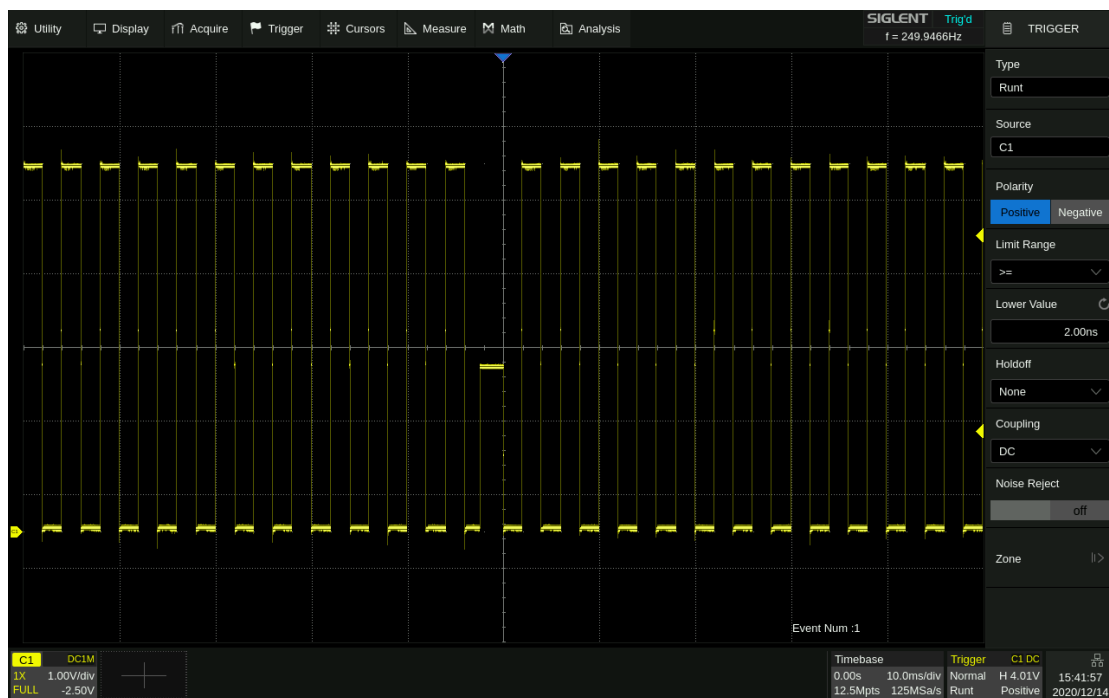 Utility Display Acquire Trigger Cursors Measure Math Analysis
SIGLENT Trig'd
f = 249.9466Hz
TRIGGER
Type
Runt
Source
C1
Polarity
Positive Negative
Limit Range
>=
Lower Value
2.00ns
Holdoff
None
Coupling
DC
Noise Reject
off
Zone
Event Num :1
C1 DC1M
1X 1.00V/div
FULL -2.50V
Timebase
0.00s 10.0ms/div
12.5Mpts 125MSa/s
Trigger C1 DC
Normal H 4.01V
Runt Positive
15:41:57
2020/12/14